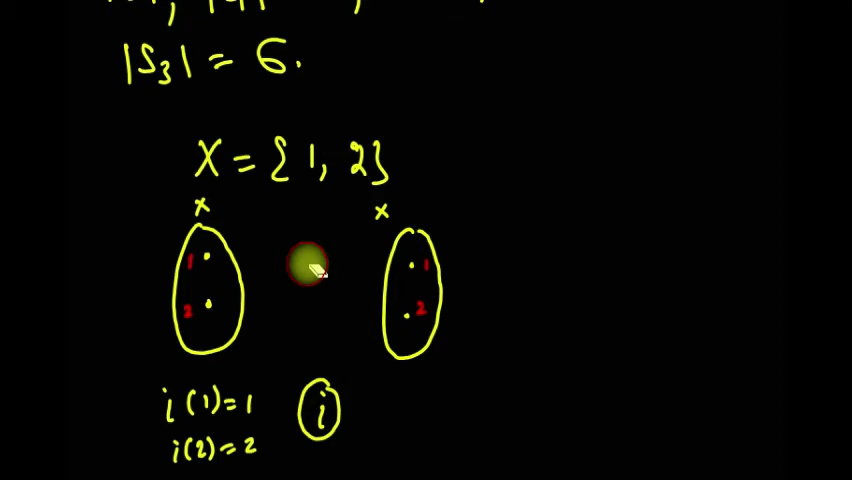 |S₃| = 6.
X = { 1, 2}
x x
1 1
2 2
i(1)=1 i
i(2)=2